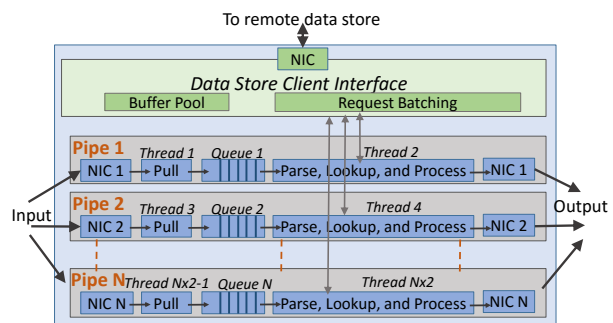 To remote data store
NIC
Data Store Client Interface
Buffer Pool
Request Batching
Pipe 1
Thread 1
Queue 1
Thread 2
NIC 1
Pull
Parse, Lookup, and Process
NIC 1
Pipe 2
Thread 3
Queue 2
Thread 4
Input
NIC 2
Pull
Parse, Lookup, and Process
NIC 2
Output
Pipe N
Thread Nx2-1
Queue N
Thread Nx2
NIC N
Pull
Parse, Lookup, and Process
NIC N